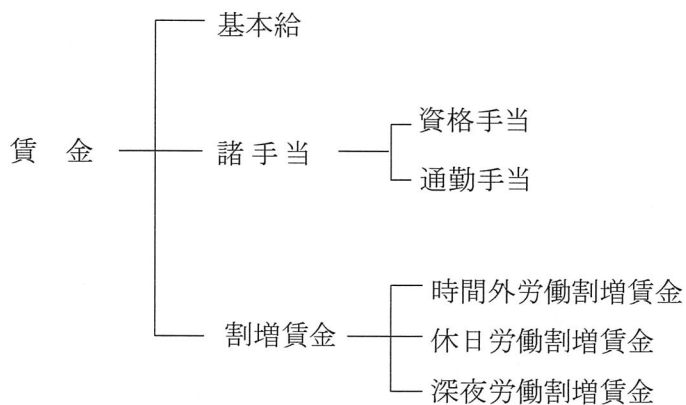 基本給
賃金
諸手当
資格手当
通勤手当
割増賃金
時間外労働割増賃金
休日労働割増賃金
深夜労働割増賃金